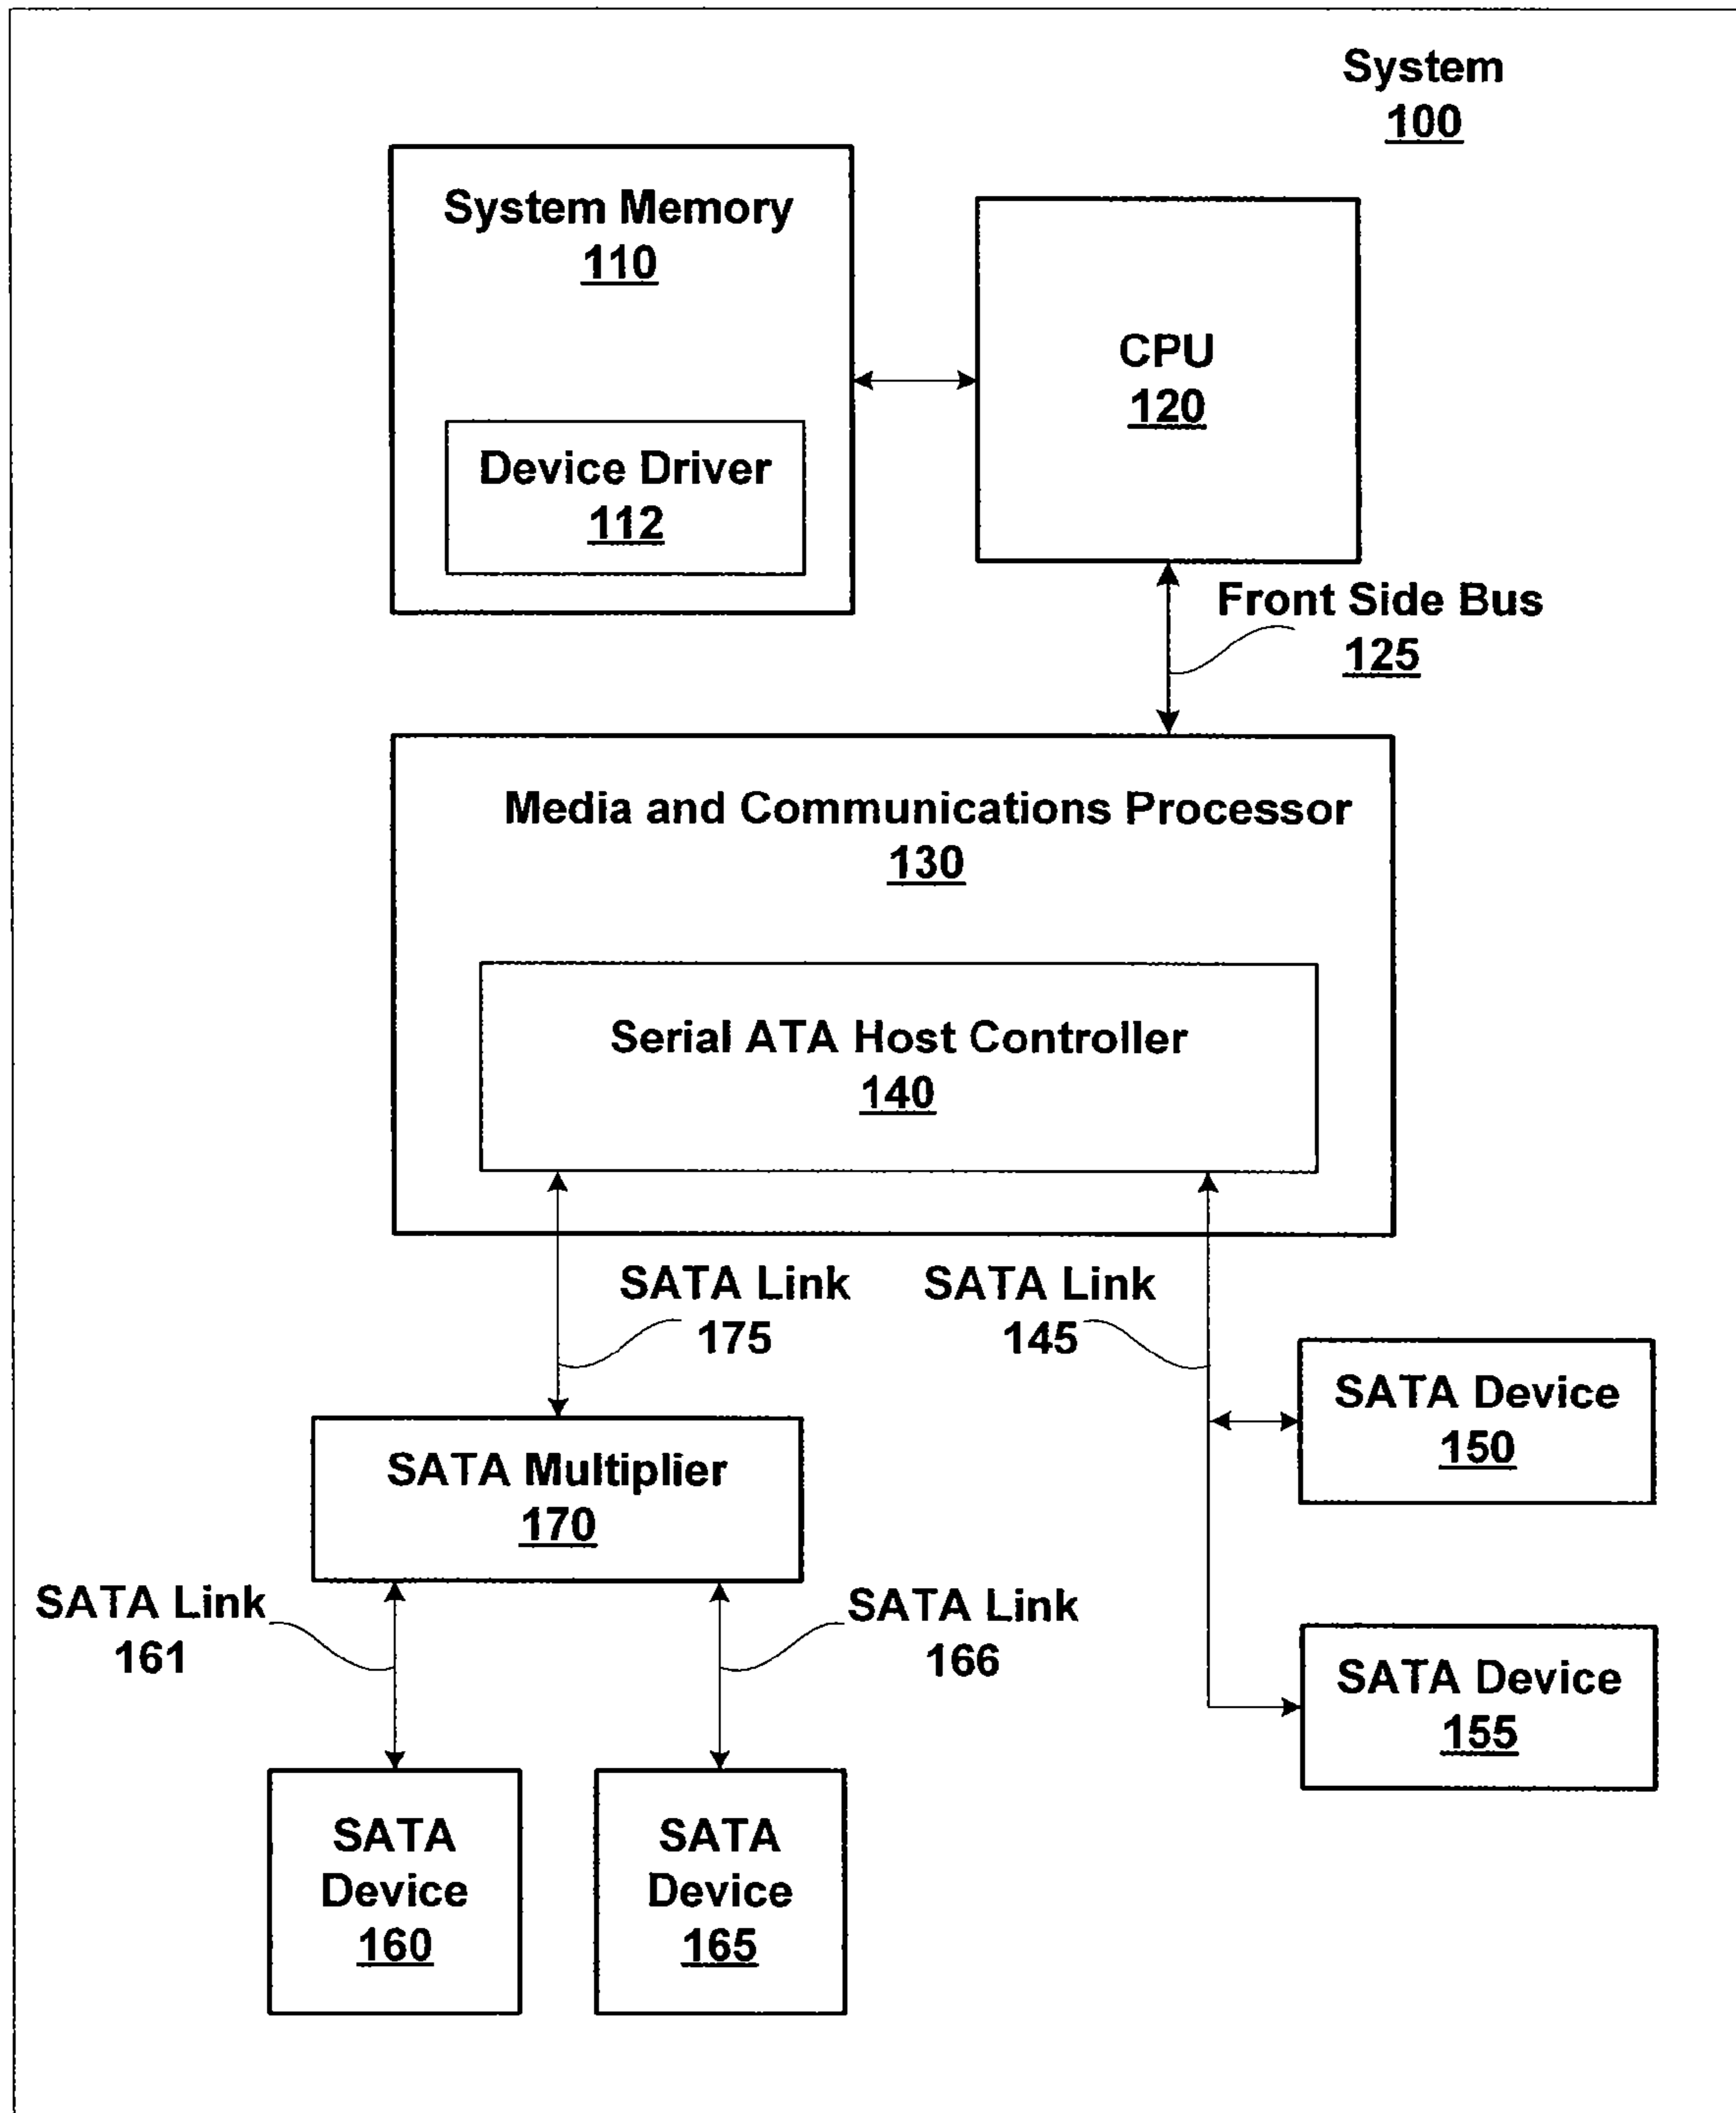 System
100
System Memory
110
CPU
120
Device Driver
112
Front Side Bus
125
Media and Communications Processor
130
Serial ATA Host Controller
140
SATA Link
175
SATA Link
145
SATA Device
150
SATA Multiplier
170
SATA Link
161
SATA Link
166
SATA Device
155
SATA
Device
160
SATA
Device
165